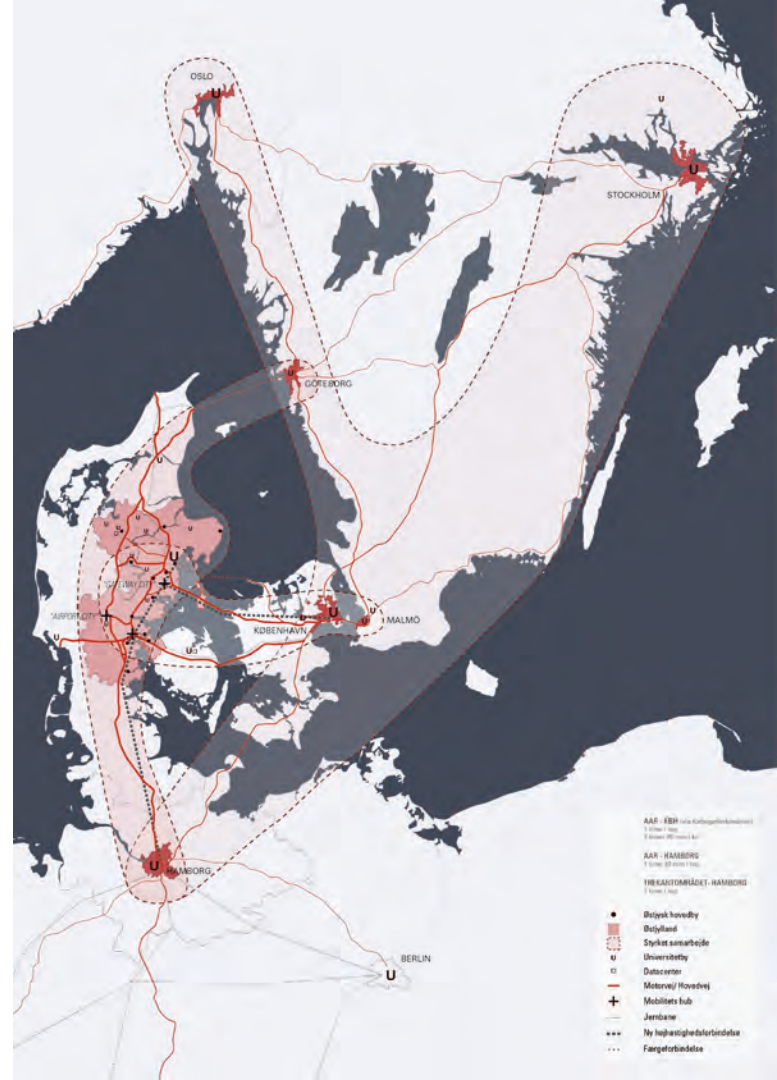 OSLO
U
U
U
STOCKHOLM
U
GÖTEBORG
U
U
"AIRPORT CITY"
U
U
KØBENHAVN
U
MALMÖ
U
U
HAMBORG
BERLIN
U
AAR - KBH
AAR - HAMBORG
TREKANTOMRÅDET - HAMBORG
Østjysk hovedby
Østjylland
Styrket samarbejde
U Universitetby
Datacenter
Motorvej/ Hovedvej
Mobilitets hub
Jernbane
Ny højhastighedsforbindelse
Færgeforbindelse